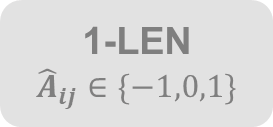 1-LEN
Â_ij ∈ {−1,0,1}